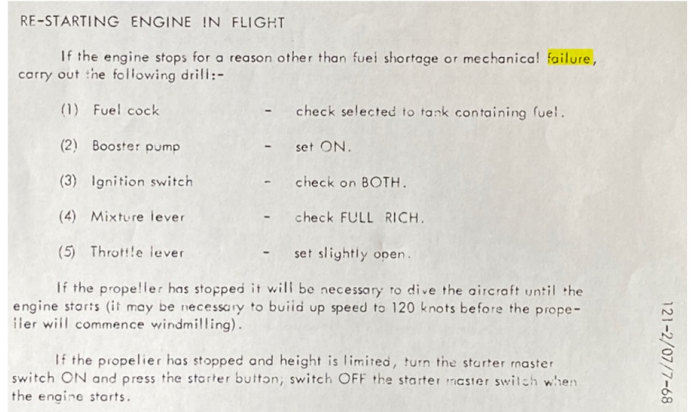 RE-STARTING ENGINE IN FLIGHT
If the engine stops for a reason other than fuel shortage or mechanical failure,
carry out the following drill:-
(1) Fuel cock - check selected to tank containing fuel.
(2) Booster pump - set ON.
(3) Ignition switch - check on BOTH.
(4) Mixture lever - check FULL RICH.
(5) Throttle lever - set slightly open.
If the propeller has stopped it will be necessary to dive the aircraft until the
engine starts (it may be necessary to build up speed to 120 knots before the prope-
ller will commence windmilling).
If the propeller has stopped and height is limited, turn the starter master
switch ON and press the starter button; switch OFF the starter master switch when
the engine starts.
121-2/07/7-68